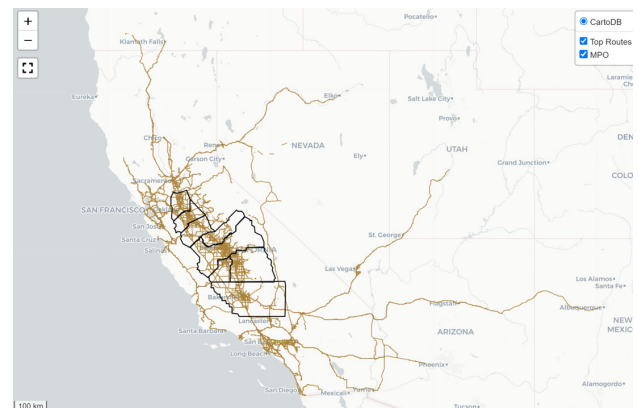 +
Pocatello
CartoDB
−
Klamath Falls
Top Routes
MPO
Eureka
Elko
Salt Lake City
Laramie
Provo
Reno
Carson City
NEVADA
Ely
UTAH
Grand Junction
DEN
COLO
Sacramento
SAN FRANCISCO
San Jose
Santa Cruz
Salinas
St. George
Las Vegas
Los Alamos
Santa Fe
Flagstaff
Albuquerque
Lancaster
NEW
MEXIC
Santa Barbara
ARIZONA
Long Beach
Phoenix
San Diego
Mexicali
Yuma
Alamogordo
Tucson
100 km